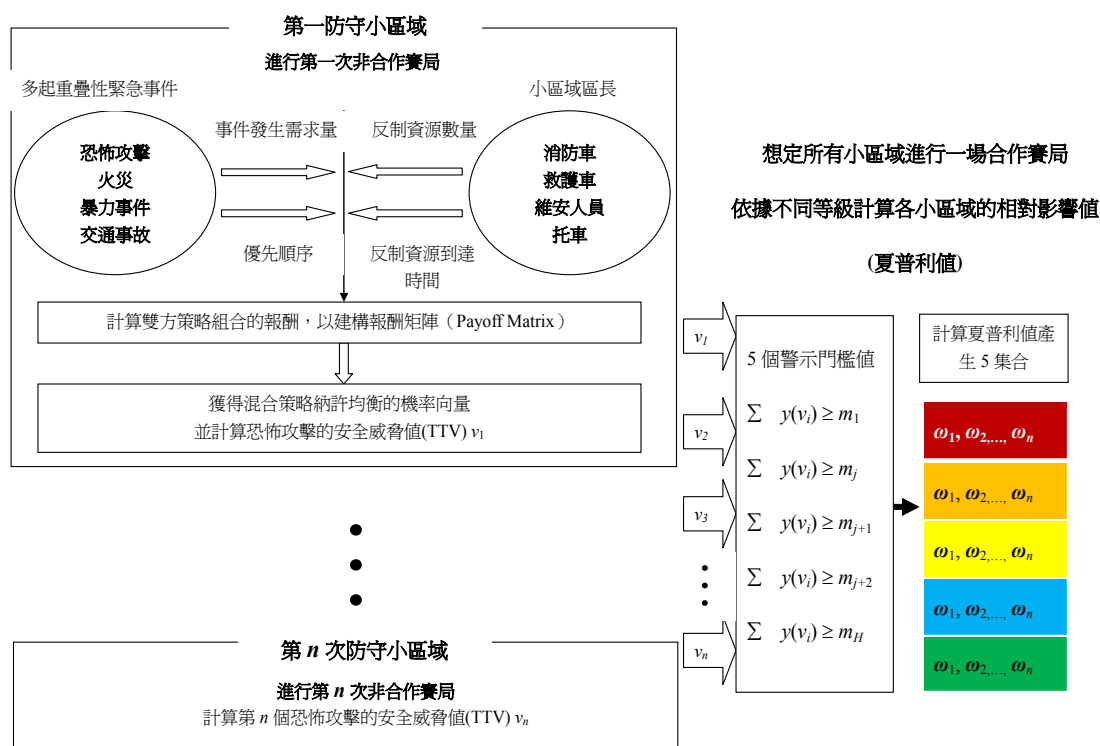 第一防守小區域
進行第一次非合作賽局
多起重疊性緊急事件
小區域區長
恐怖攻擊
火災
暴力事件
交通事故
事件發生需求量
反制資源數量
優先順序
反制資源到達
時間
消防車
救護車
維安人員
托車
計算雙方策略組合的報酬，以建構報酬矩陣（Payoff Matrix）
獲得混合策略納許均衡的機率向量
並計算恐怖攻擊的安全威脅值(TTV) v₁
第 n 次防守小區域
進行第 n 次非合作賽局
計算第 n 個恐怖攻擊的安全威脅值(TTV) vₙ
想定所有小區域進行一場合作賽局
依據不同等級計算各小區域的相對影響值
(夏普利值)
v₁
v₂
v₃
vₙ
5 個警示門檻值
∑ y(vᵢ) ≥ m₁
∑ y(vᵢ) ≥ mⱼ
∑ y(vᵢ) ≥ mⱼ₊₁
∑ y(vᵢ) ≥ mⱼ₊₂
∑ y(vᵢ) ≥ m_H
計算夏普利值產
生 5 集合
ω₁, ω₂,..., ωₙ
ω₁, ω₂,..., ωₙ
ω₁, ω₂,..., ωₙ
ω₁, ω₂,..., ωₙ
ω₁, ω₂,..., ωₙ